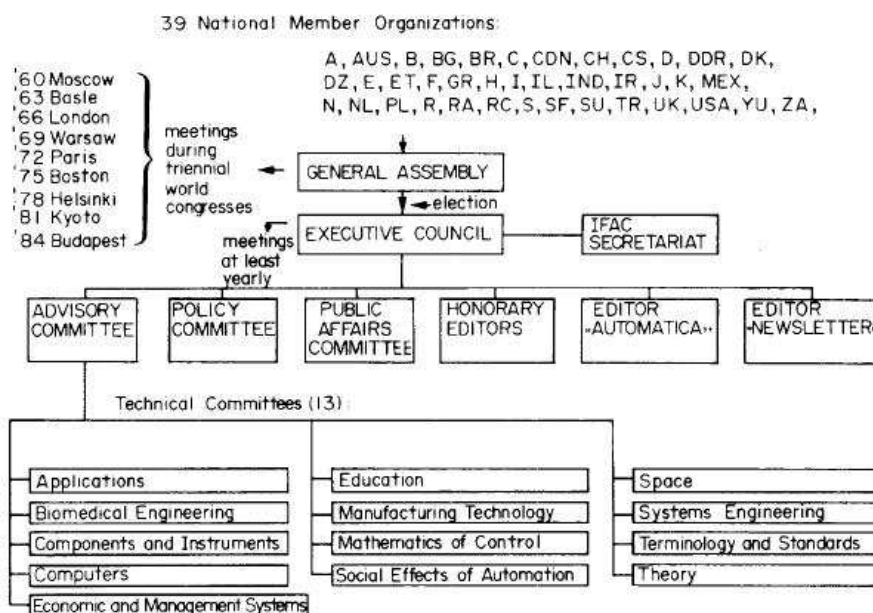 39 National Member Organizations:
A, AUS, B, BG, BR, C, CDN, CH, CS, D, DDR, DK,
DZ, E, ET, F, GR, H, I, IL, IND, IR, J, K, MEX,
N, NL, PL, R, RA, RC, S, SF, SU, TR, UK, USA, YU, ZA,
'60 Moscow
'63 Basle
'66 London
'69 Warsaw
'72 Paris
'75 Boston
'78 Helsinki
'81 Kyoto
'84 Budapest
meetings
during
triennial
world
congresses
GENERAL ASSEMBLY
election
EXECUTIVE COUNCIL
IFAC
SECRETARIAT
meetings
at least
yearly
ADVISORY
COMMITTEE
POLICY
COMMITTEE
PUBLIC
AFFAIRS
COMMITTEE
HONORARY
EDITORS
EDITOR
«AUTOMATICA»
EDITOR
«NEWSLETTER«
Technical Committees (13):
Applications
Biomedical Engineering
Components and Instruments
Computers
Economic and Management Systems
Education
Manufacturing Technology
Mathematics of Control
Social Effects of Automation
Space
Systems Engineering
Terminology and Standards
Theory